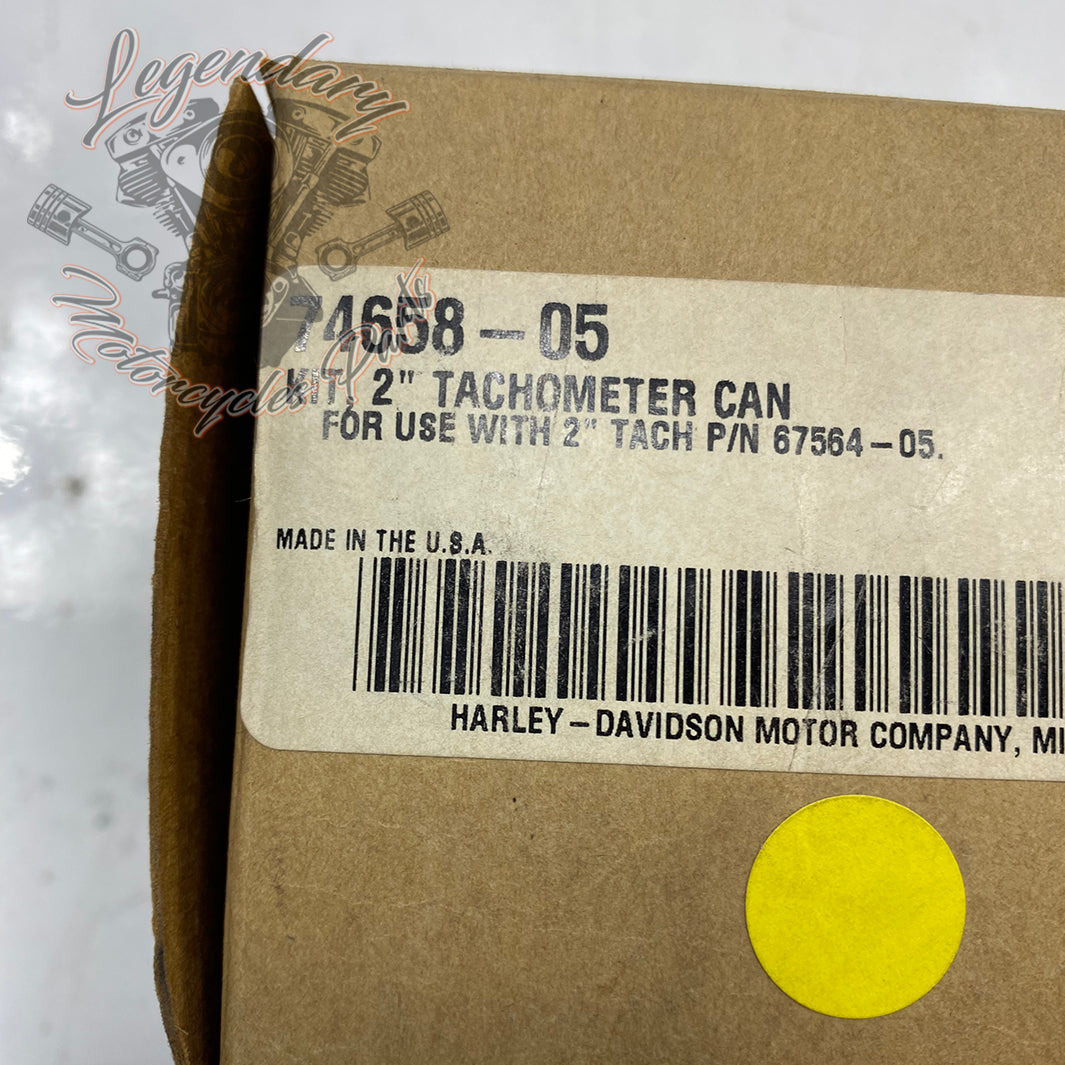 Legendary
Motorcycles Parts
74658-05
KIT, 2" TACHOMETER CAN
FOR USE WITH 2" TACH P/N 67564-05.
MADE IN THE U.S.A.
HARLEY-DAVIDSON MOTOR COMPANY, MI